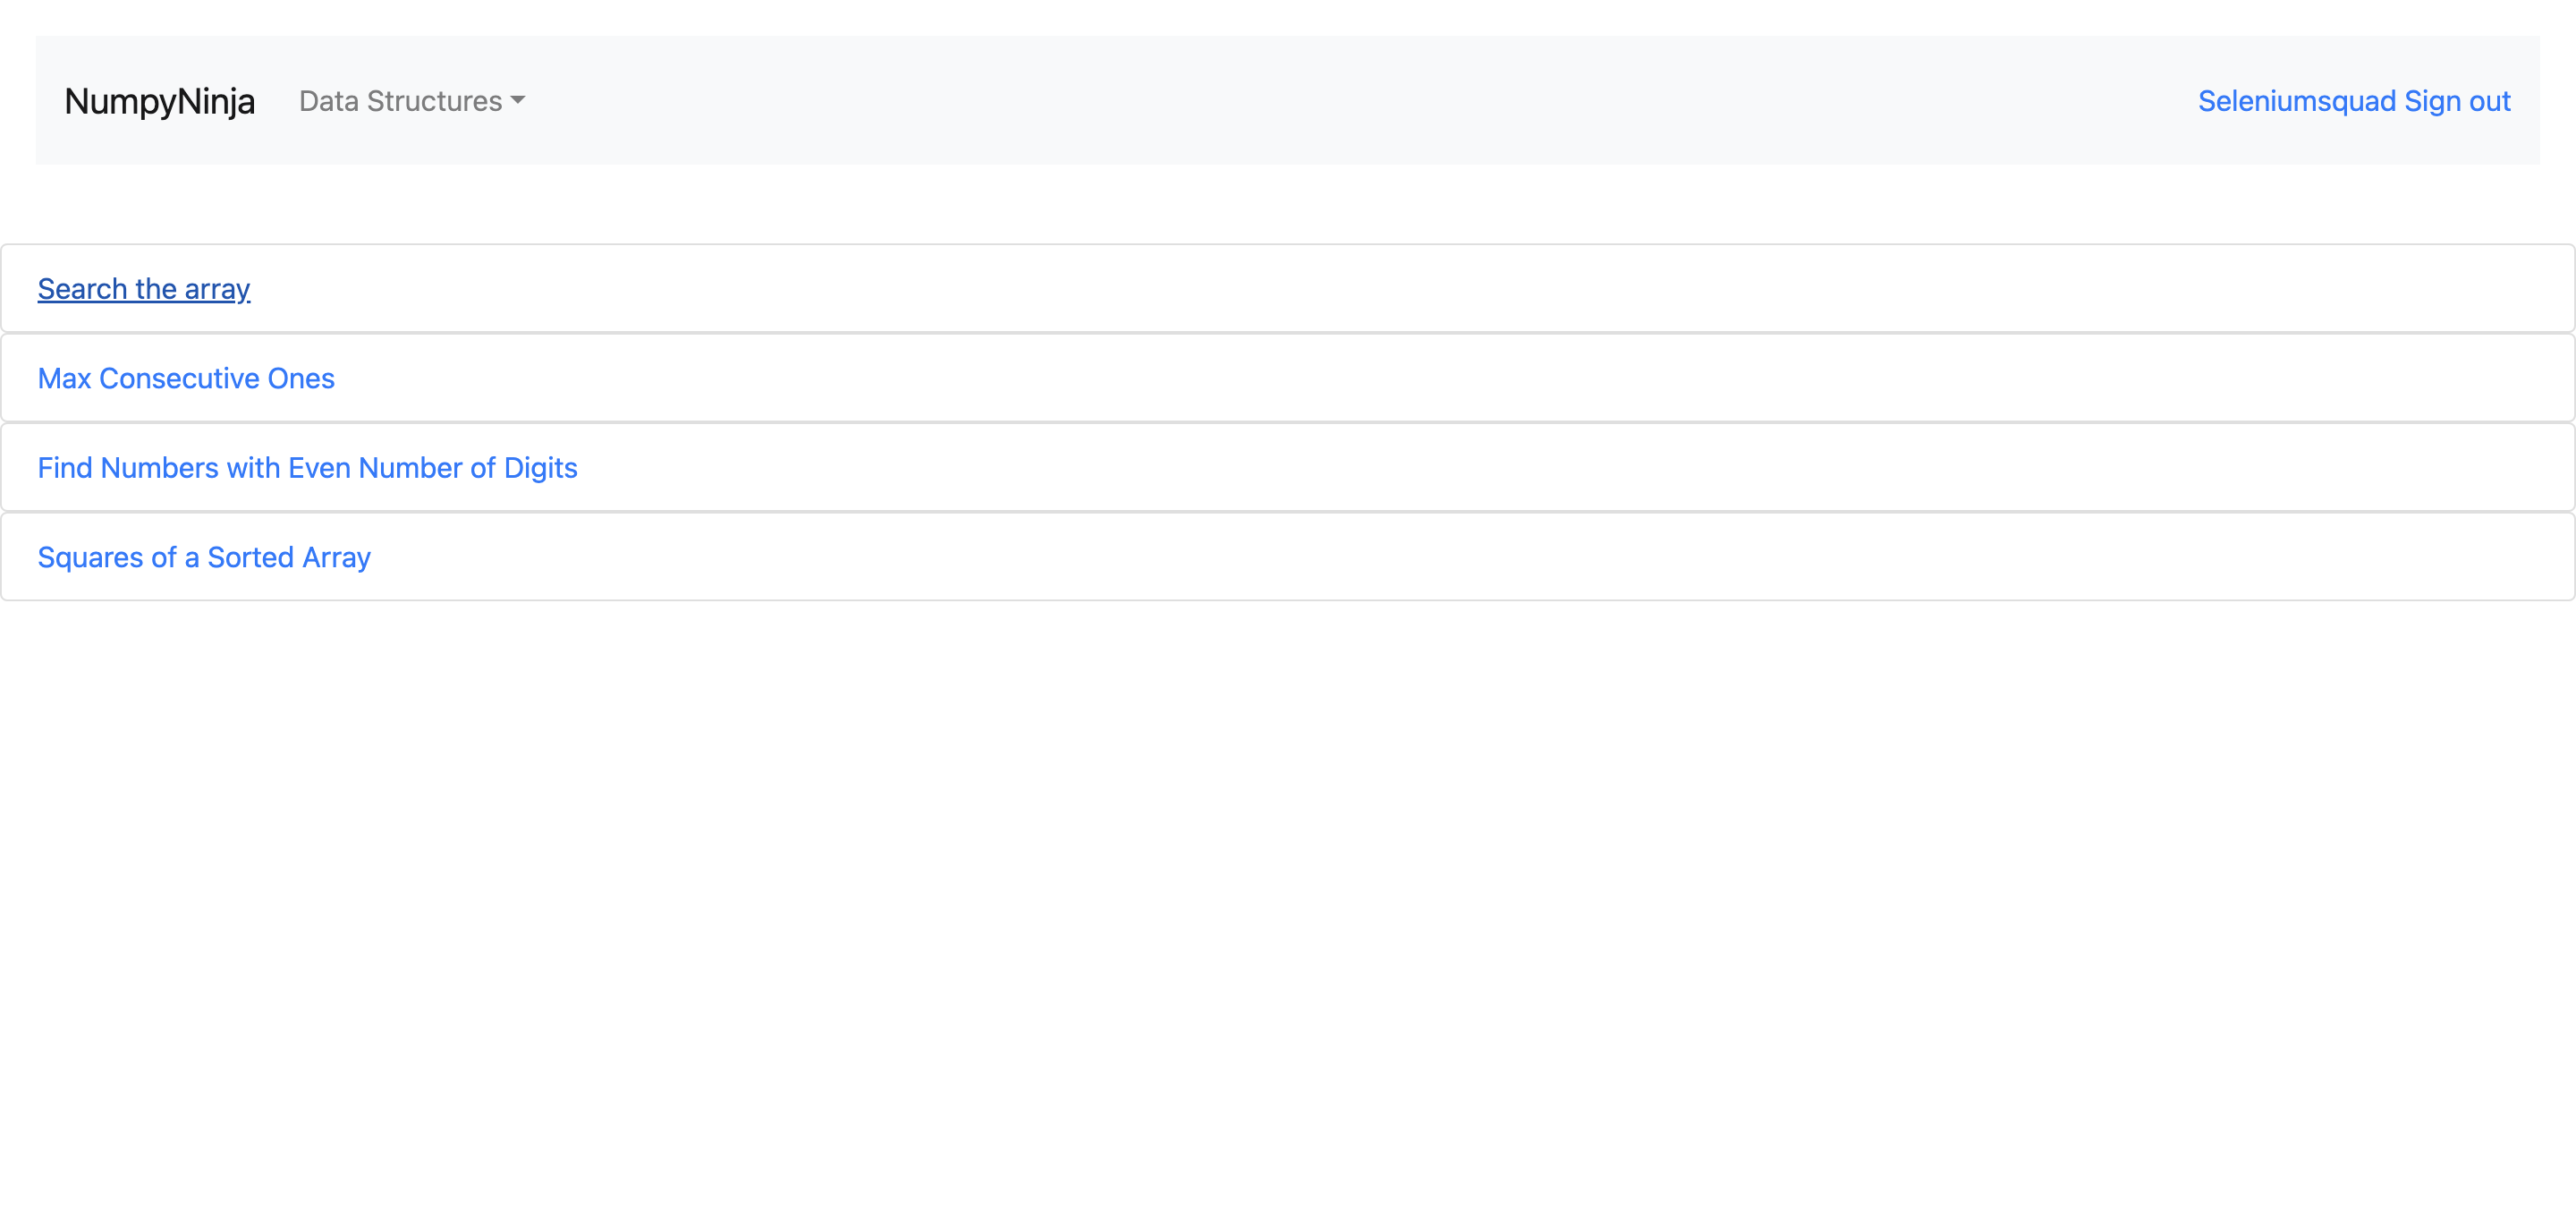 NumpyNinja Data Structures Seleniumsquad Sign out
Search the array
Max Consecutive Ones
Find Numbers with Even Number of Digits
Squares of a Sorted Array